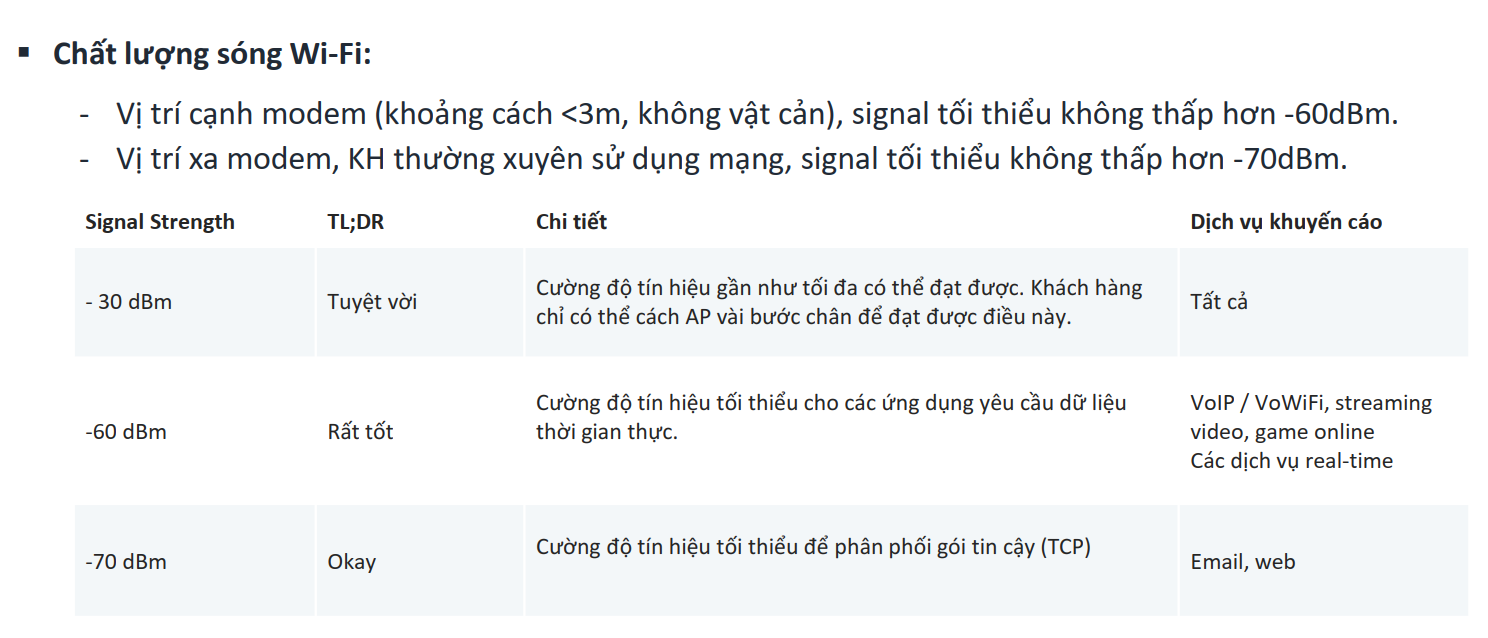 ▪ Chất lượng sóng Wi-Fi:
- Vị trí cạnh modem (khoảng cách <3m, không vật cản), signal tối thiểu không thấp hơn -60dBm.
- Vị trí xa modem, KH thường xuyên sử dụng mạng, signal tối thiểu không thấp hơn -70dBm.
Signal Strength TL;DR Chi tiết Dịch vụ khuyến cáo
- 30 dBm Tuyệt vời Cường độ tín hiệu gần như tối đa có thể đạt được. Khách hàng
chỉ có thể cách AP vài bước chân để đạt được điều này. Tất cả
-60 dBm Rất tốt Cường độ tín hiệu tối thiểu cho các ứng dụng yêu cầu dữ liệu
thời gian thực. VoIP / VoWiFi, streaming
video, game online
Các dịch vụ real-time
-70 dBm Okay Cường độ tín hiệu tối thiểu để phân phối gói tin cậy (TCP) Email, web